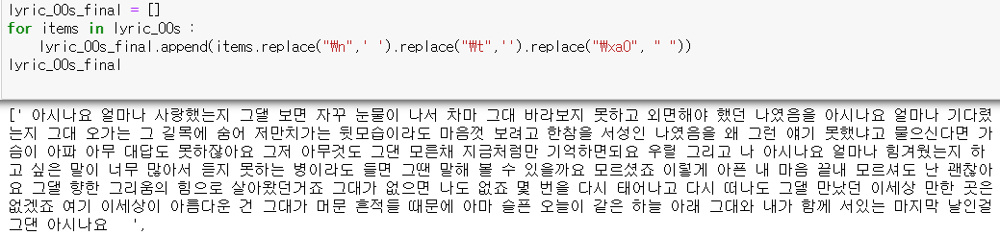 lyric_00s_final = []
for items in lyric_00s :
    lyric_00s_final.append(items.replace("₩n",' ').replace("₩t",'').replace("₩xa0", " "))
lyric_00s_final
[' 아시나요 얼마나 사랑했는지 그댈 보면 자꾸 눈물이 나서 차마 그대 바라보지 못하고 외면해야 했던 나였음을 아시나요 얼마나 기다렸
는지 그대 오가는 그 길목에 숨어 저만치가는 뒷모습이라도 마음껏 보려고 한참을 서성인 나였음을 왜 그런 얘기 못했냐고 물으신다면 가
슴이 아파 아무 대답도 못하잖아요 그저 아무것도 그댄 모른채 지금처럼만 기억하면되요 우릴 그리고 나 아시나요 얼마나 힘겨웠는지 하
고 싶은 말이 너무 많아서 듣지 못하는 병이라도 들면 그땐 말해 볼 수 있을까요 모르셨죠 이렇게 아픈 내 마음 끝내 모르셔도 난 괜찮아
요 그댈 향한 그리움의 힘으로 살아왔던거죠 그대가 없으면 나도 없죠 몇 번을 다시 태어나고 다시 떠나도 그댈 만났던 이세상 만한 곳은
없겠죠 여기 이세상이 아름다운 건 그대가 머문 흔적들 때문에 아마 슬픈 오늘이 같은 하늘 아래 그대와 내가 함께 서있는 마지막 날인걸
그댄 아시나요   ',